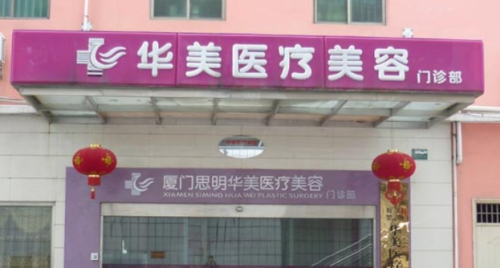 华美医疗美容 门诊部
厦门思明华美医疗美容 门诊部
XIAMEN SIMING HUA MEI PLASTIC SURGERY